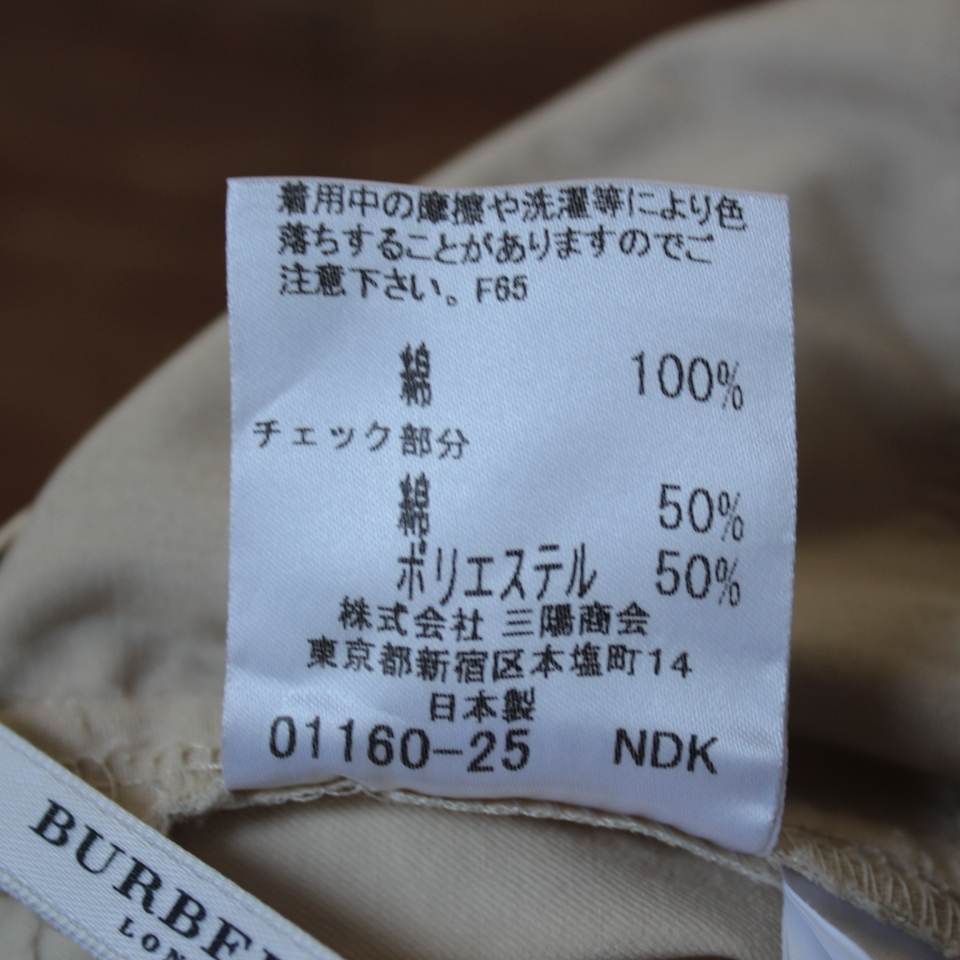 着用中の摩擦や洗濯等により色
落ちすることがありますのでご
注意下さい。F65
綿 100%
チェック部分
綿 50%
ポリエステル 50%
株式会社 三陽商会
東京都新宿区本塩町14
日本製
01160-25 NDK
BURBE
LON